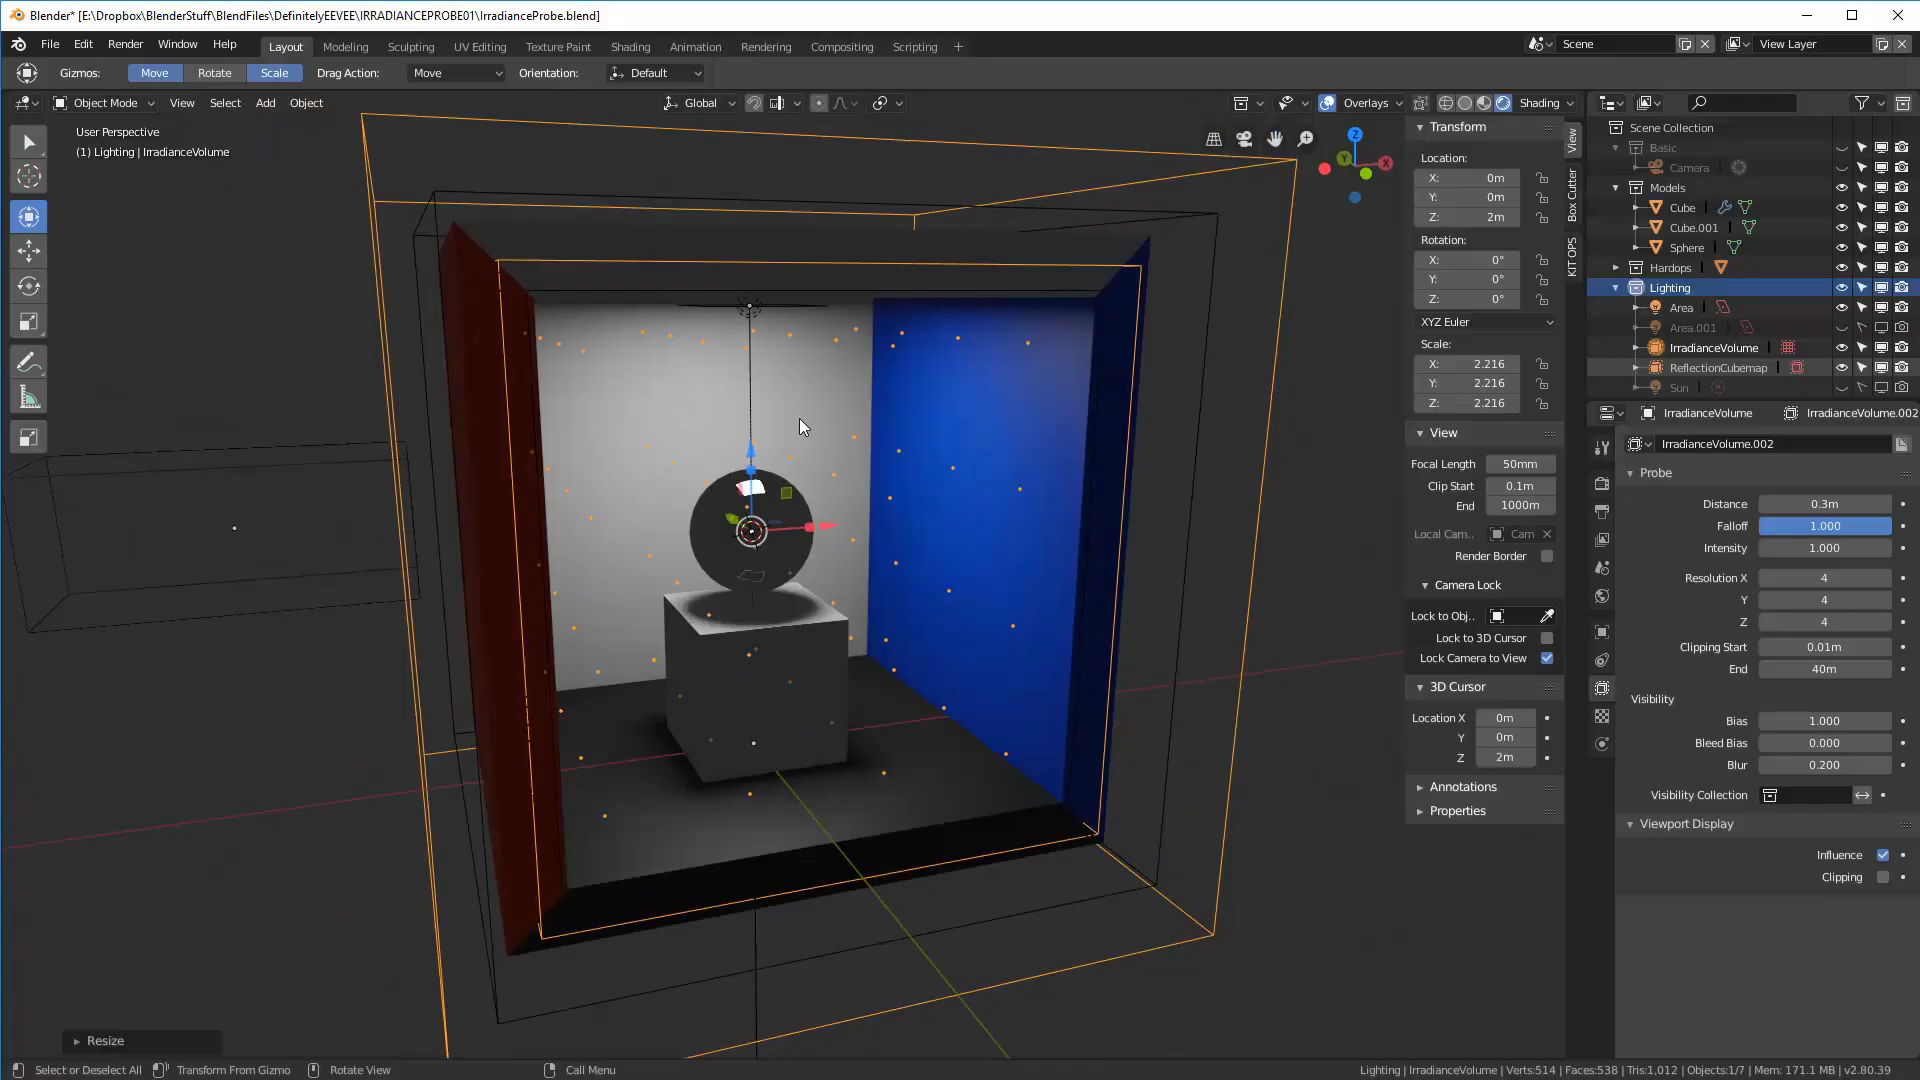 Blender* [E:\Dropbox\BlenderStuff\BlendFiles\DefinitelyEEVEE\IRRADIANCEPROBE01\IrradianceProbe.blend]
File Edit Render Window Help Layout Modeling Sculpting UV Editing Texture Paint Shading Animation Rendering Compositing Scripting + Scene View Layer
Gizmos: Move Rotate Scale Drag Action: Move Orientation: Default
Object Mode View Select Add Object Global Overlays Shading
User Perspective
(1) Lighting | IrradianceVolume
Z
Y
X
Transform
Location:
X: 0m
Y: 0m
Z: 2m
Rotation:
X: 0°
Y: 0°
Z: 0°
XYZ Euler
Scale:
X: 2.216
Y: 2.216
Z: 2.216
View
Focal Length 50mm
Clip Start 0.1m
End 1000m
Local Cam.. Cam
Render Border
Camera Lock
Lock to Obj..
Lock to 3D Cursor
Lock Camera to View
3D Cursor
Location X 0m
Y 0m
Z 2m
Annotations
Properties
View
Box Cutter
KIT OPS
Scene Collection
Basic
Camera
Models
Cube
Cube.001
Sphere
Hardops
Lighting
Area
Area.001
IrradianceVolume
ReflectionCubemap
Sun
IrradianceVolume IrradianceVolume.002
IrradianceVolume.002
Probe
Distance 0.3m
Falloff 1.000
Intensity 1.000
Resolution X 4
Y 4
Z 4
Clipping Start 0.01m
End 40m
Visibility
Bias 1.000
Bleed Bias 0.000
Blur 0.200
Visibility Collection
Viewport Display
Influence
Clipping
Resize
Select or Deselect All Transform From Gizmo Rotate View Call Menu Lighting | IrradianceVolume | Verts:514 | Faces:538 | Tris:1,012 | Objects:1/7 | Mem: 171.1 MB | v2.80.39